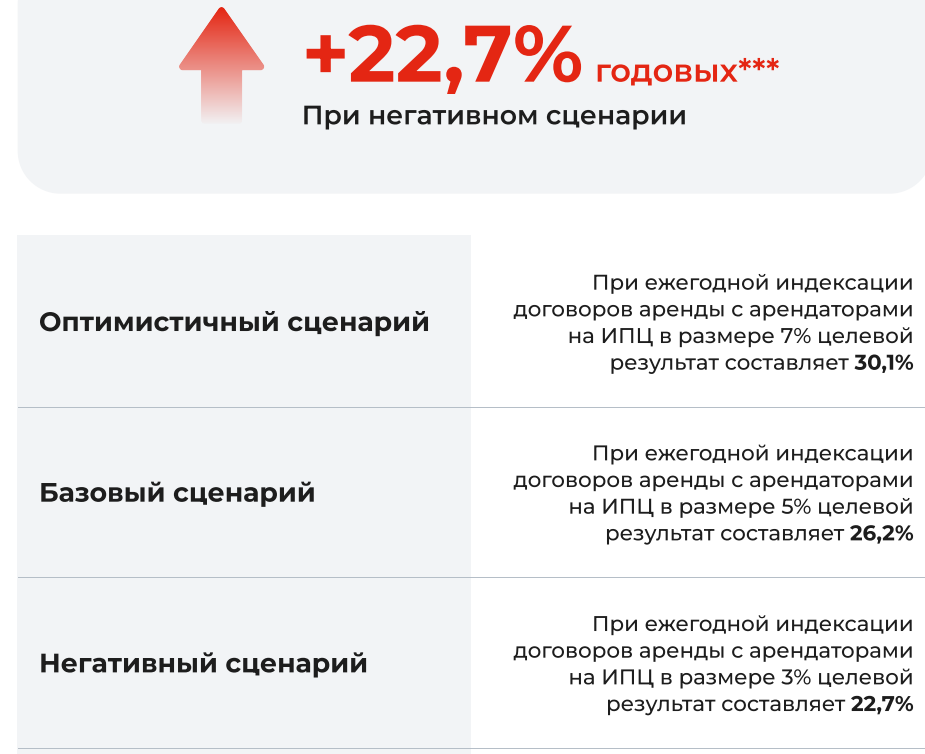 +22,7% годовых***
При негативном сценарии
Оптимистичный сценарий
При ежегодной индексации
договоров аренды с арендаторами
на ИПЦ в размере 7% целевой
результат составляет 30,1%
Базовый сценарий
При ежегодной индексации
договоров аренды с арендаторами
на ИПЦ в размере 5% целевой
результат составляет 26,2%
Негативный сценарий
При ежегодной индексации
договоров аренды с арендаторами
на ИПЦ в размере 3% целевой
результат составляет 22,7%